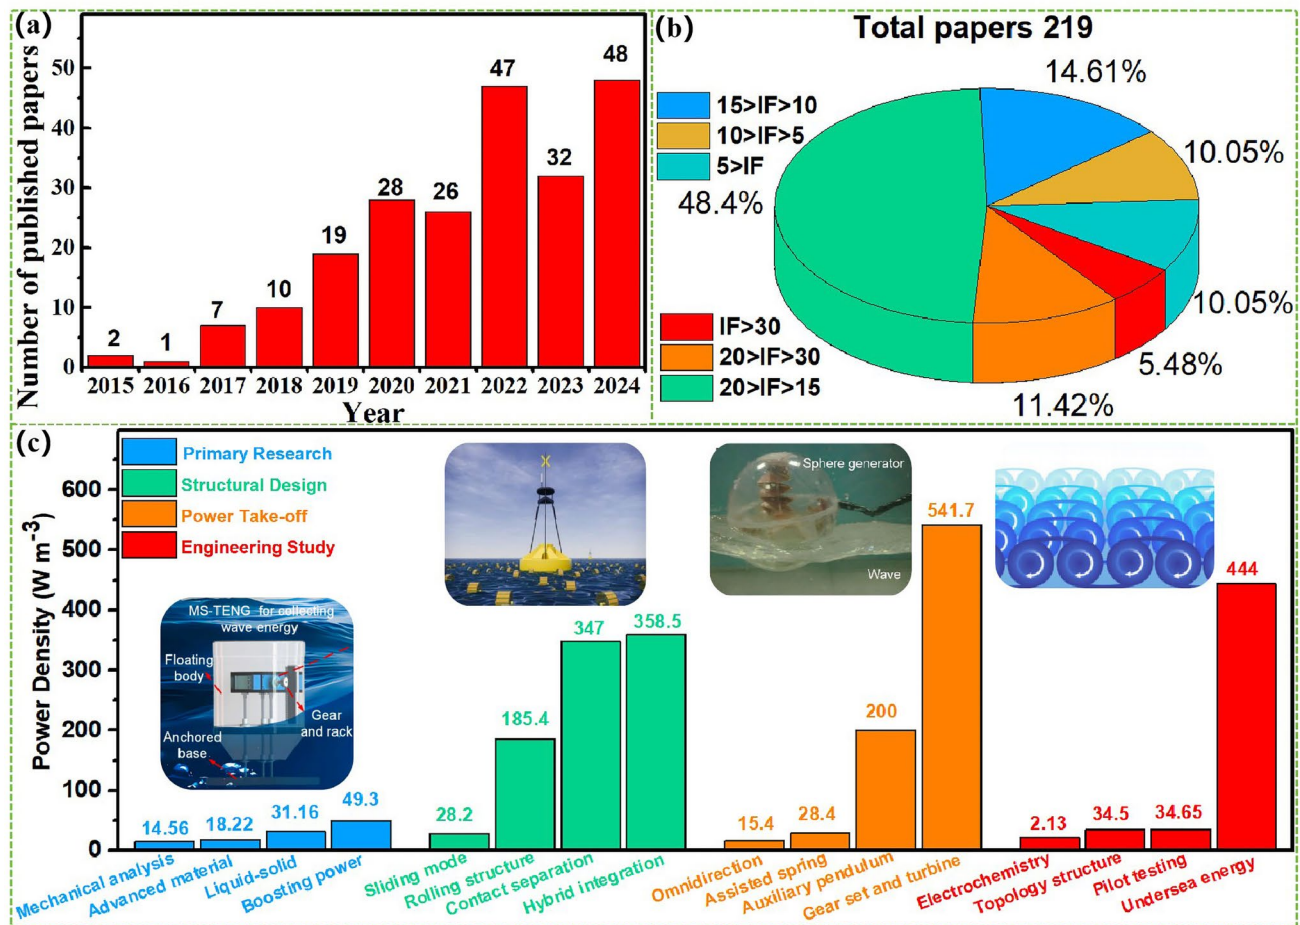 (a)
Number of published papers
50
40
30
20
10
0
2
1
7
10
19
28
26
47
32
48
2015 2016 2017 2018 2019 2020 2021 2022 2023 2024
Year
(b)
Total papers 219
15>IF>10
10>IF>5
5>IF
IF>30
20>IF>30
20>IF>15
14.61%
10.05%
10.05%
5.48%
11.42%
48.4%
(c)
Primary Research
Structural Design
Power Take-off
Engineering Study
Power Density (W m-3)
600
500
400
300
200
100
0
MS-TENG for collecting
wave energy
Floating
body
Gear
and rack
Anchored
base
Sphere generator
Wave
14.56
18.22
31.16
49.3
28.2
185.4
347
358.5
15.4
28.4
200
541.7
2.13
34.5
34.65
444
Mechanical analysis
Advanced material
Liquid-solid
Boosting power
Sliding mode
Rolling structure
Contact separation
Hybrid integration
Omnidirection
Assisted spring
Auxiliary pendulum
Gear set and turbine
Electrochemistry
Topology structure
Pilot testing
Undersea energy